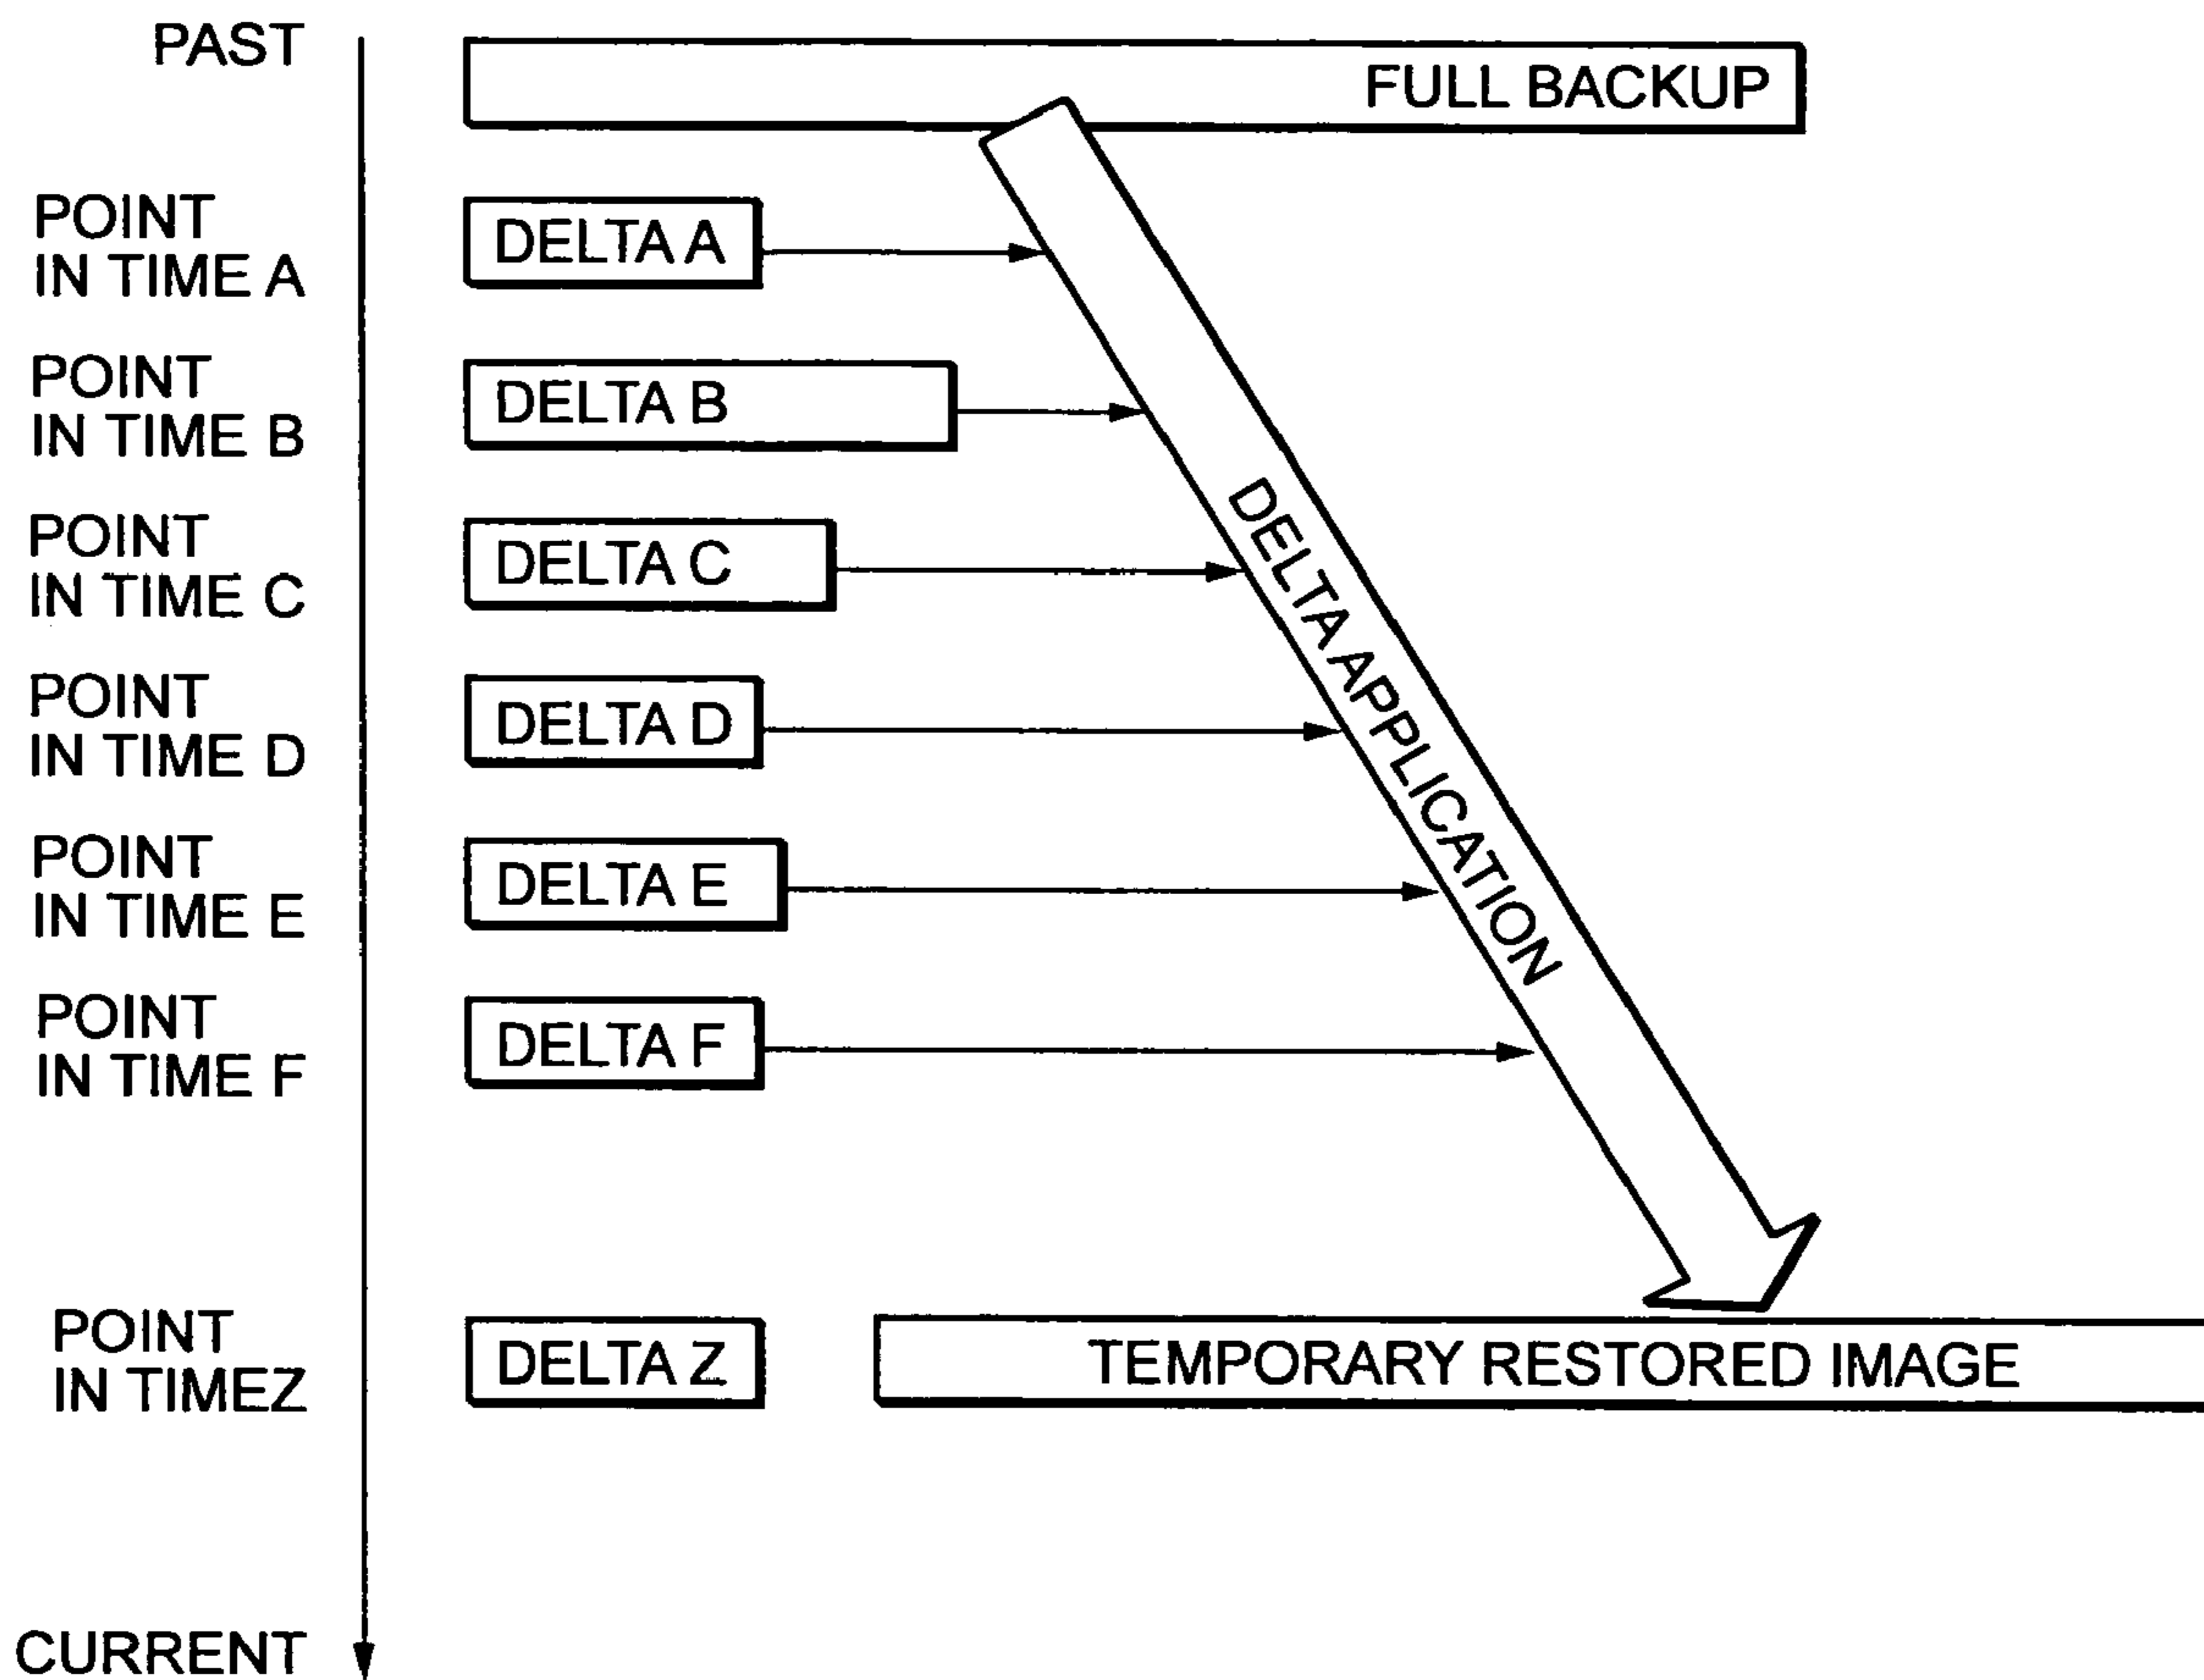 PAST
FULL BACKUP
POINT
IN TIME A
DELTA A
POINT
IN TIME B
DELTA B
POINT
IN TIME C
DELTA C
DELTA APPLICATION
POINT
IN TIME D
DELTA D
POINT
IN TIME E
DELTA E
POINT
IN TIME F
DELTA F
POINT
IN TIMEZ
DELTA Z
TEMPORARY RESTORED IMAGE
CURRENT